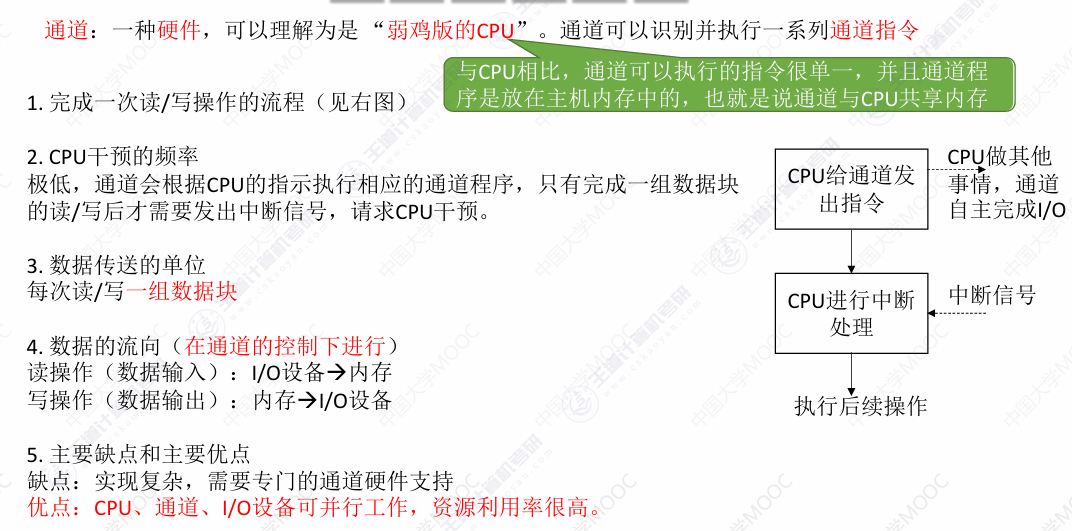 通道：一种硬件，可以理解为是“弱鸡版的CPU”。通道可以识别并执行一系列通道指令
与CPU相比，通道可以执行的指令很单一，并且通道程
序是放在主机内存中的，也就是说通道与CPU共享内存
1. 完成一次读/写操作的流程（见右图）
2. CPU干预的频率
极低，通道会根据CPU的指示执行相应的通道程序，只有完成一组数据块
的读/写后才需要发出中断信号，请求CPU干预。
3. 数据传送的单位
每次读/写一组数据块
4. 数据的流向（在通道的控制下进行）
读操作（数据输入）：I/O设备→内存
写操作（数据输出）：内存→I/O设备
5. 主要缺点和主要优点
缺点：实现复杂，需要专门的通道硬件支持
优点：CPU、通道、I/O设备可并行工作，资源利用率很高。
CPU给通道发
出指令
CPU做其他
事情，通道
自主完成I/O
CPU进行中断
处理
中断信号
执行后续操作
中国大学MOOC
王道计算机考研